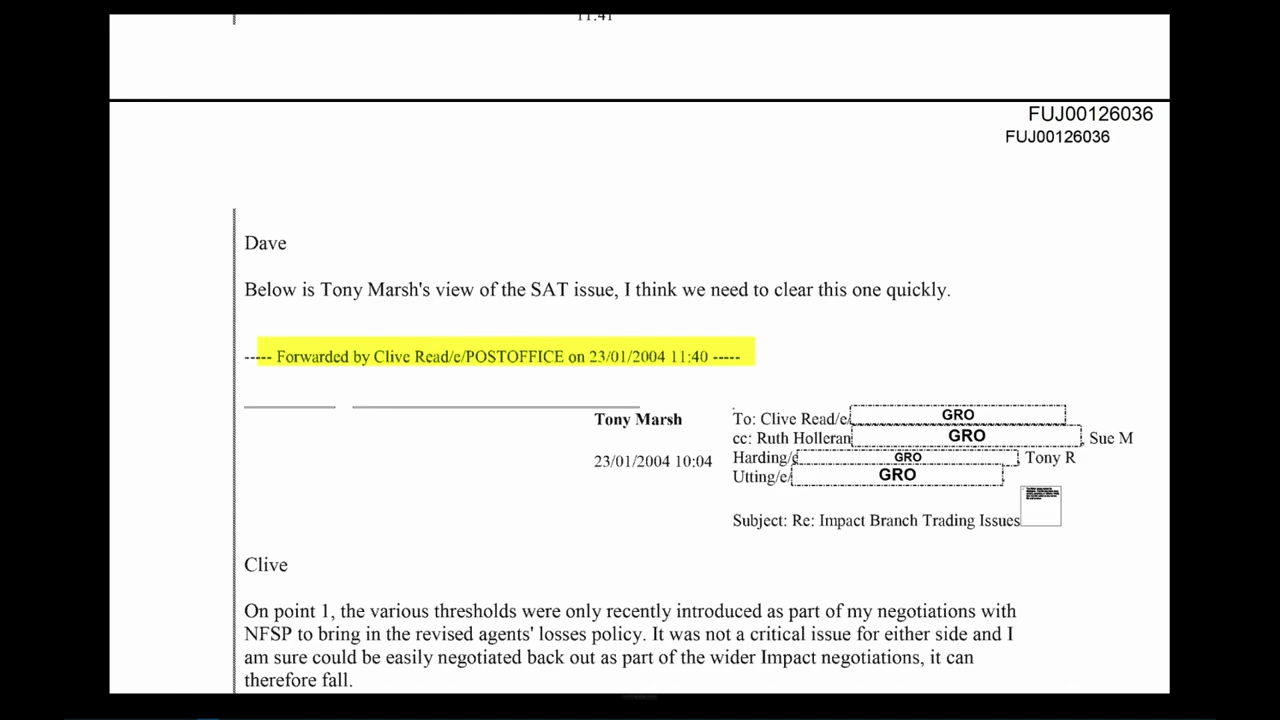 11:41
FUJ00126036
FUJ00126036
Dave
Below is Tony Marsh's view of the SAT issue, I think we need to clear this one quickly.
----- Forwarded by Clive Read/e/POSTOFFICE on 23/01/2004 11:40 -----
Tony Marsh
23/01/2004 10:04
To: Clive Read/e/ GRO
cc: Ruth Holleran GRO , Sue M
Harding/e GRO , Tony R
Utting/e/ GRO
Subject: Re: Impact Branch Trading Issues
Clive
On point 1, the various thresholds were only recently introduced as part of my negotiations with
NFSP to bring in the revised agents' losses policy. It was not a critical issue for either side and I
am sure could be easily negotiated back out as part of the wider Impact negotiations, it can
therefore fall.